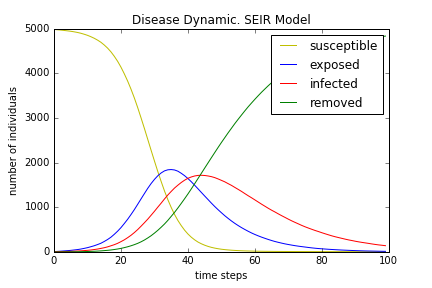 Disease Dynamic. SEIR Model
5000
4000
3000
2000
1000
0
number of individuals
susceptible
exposed
infected
removed
0 20 40 60 80 100
time steps